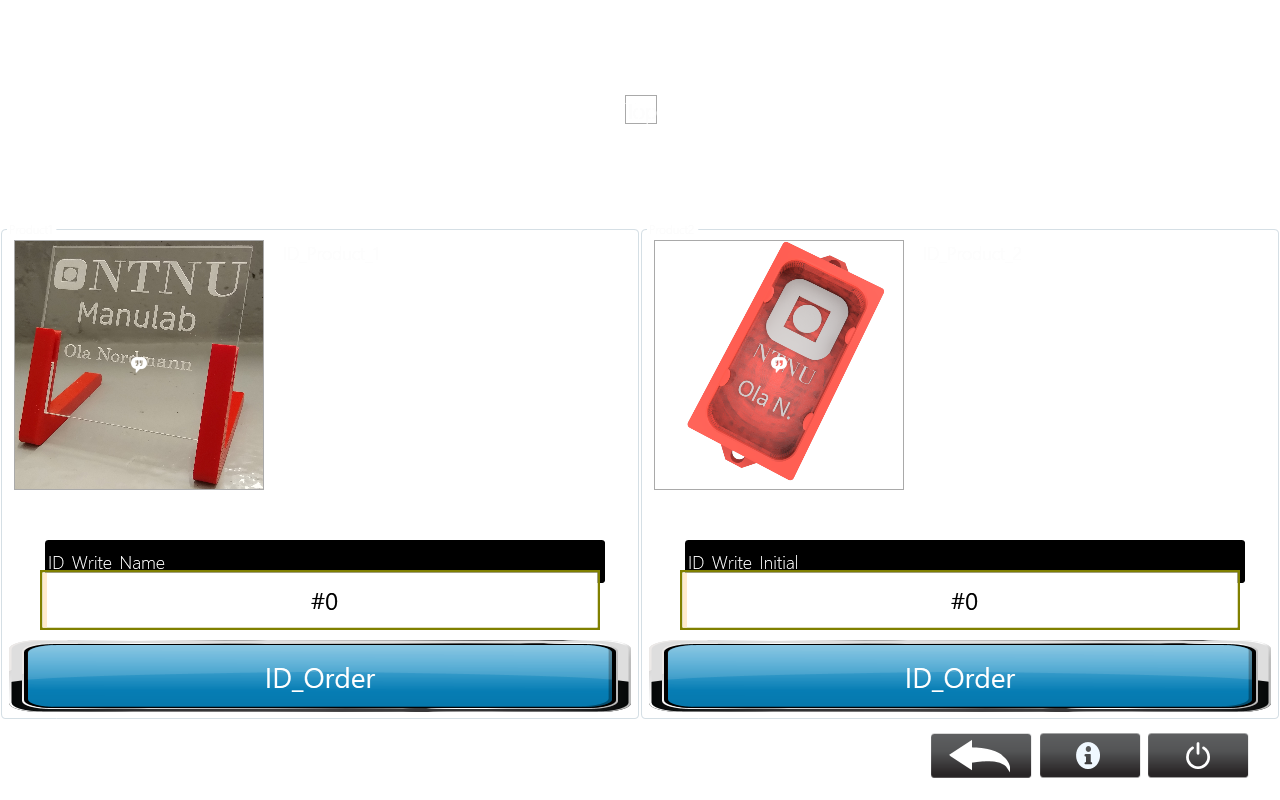 NTNU
Manulab
Ola Nordmann
NTNU
Ola N.
ID_Write_Name
#0
ID_Write_Initial
#0
ID_Order
ID_Order